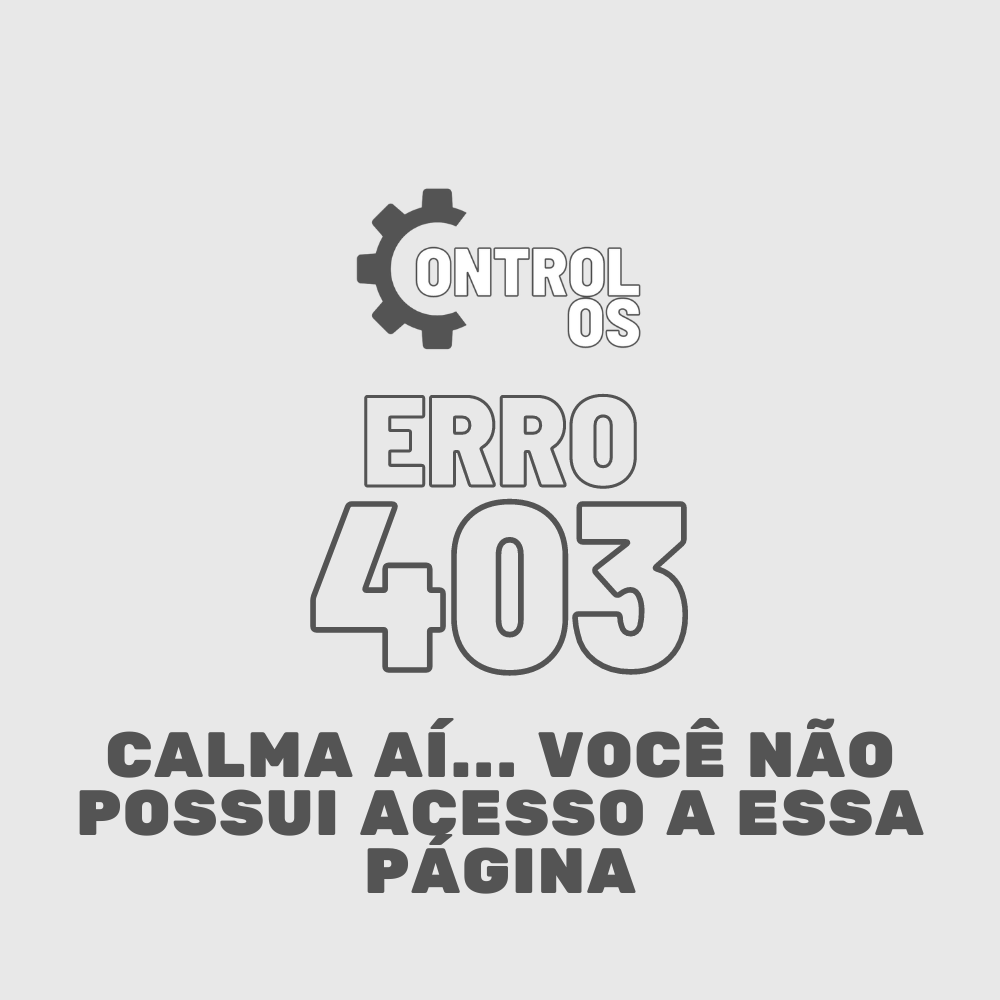 CONTROL
OS
ERRO
403
CALMA AÍ... VOCÊ NÃO
POSSUI ACESSO A ESSA
PÁGINA